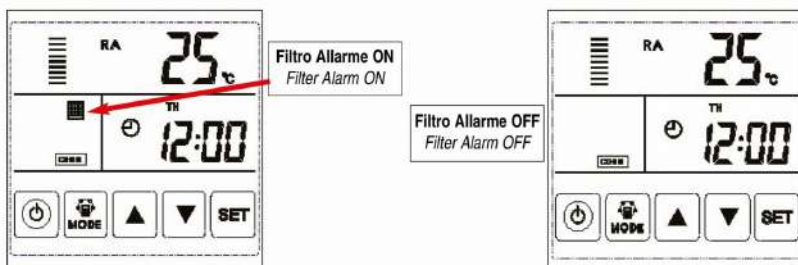 RA 25 °C
TH
12:00
MODE ▲ ▼ SET
Filtro Allarme ON
Filter Alarm ON
Filtro Allarme OFF
Filter Alarm OFF
RA 25 °C
TH
12:00
MODE ▲ ▼ SET